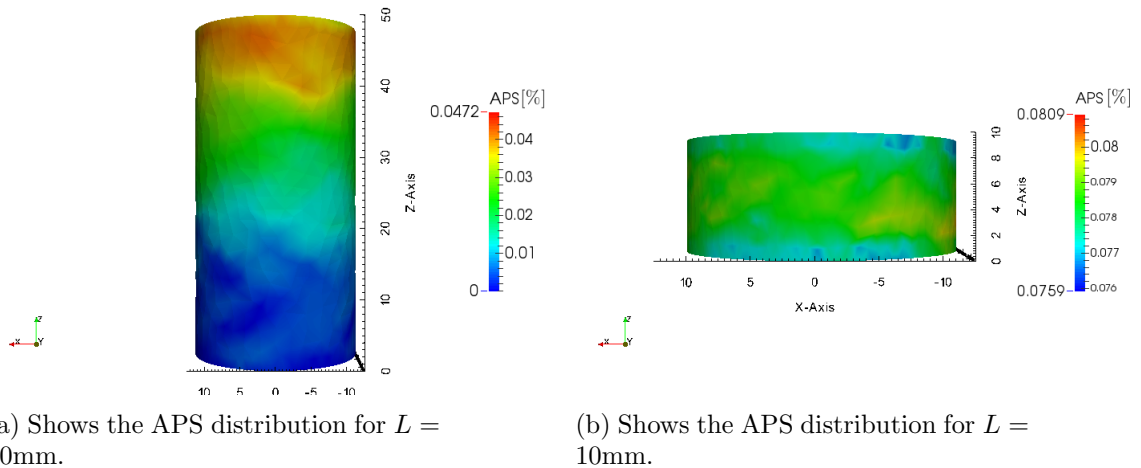 50
40
30
20
10
0
Z-Axis
10 5 0 -5 -10
APS[%]
0.0472
0.04
0.03
0.02
0.01
0
z
x
Y
APS[%]
0.0809
0.08
0.079
0.078
0.077
0.076
0.0759
10
8
6
4
2
0
Z-Axis
10 5 0 -5 -10
X-Axis
z
x
Y
a) Shows the APS distribution for L =
0mm.
(b) Shows the APS distribution for L =
10mm.